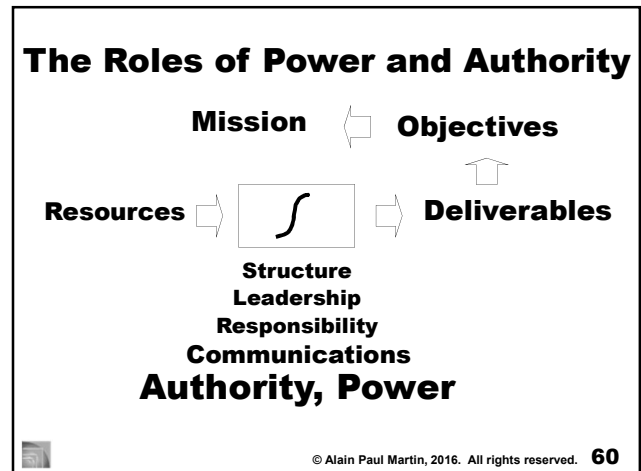 The Roles of Power and Authority
Mission Objectives
Resources Deliverables
Structure
Leadership
Responsibility
Communications
Authority, Power
© Alain Paul Martin, 2016. All rights reserved. 60